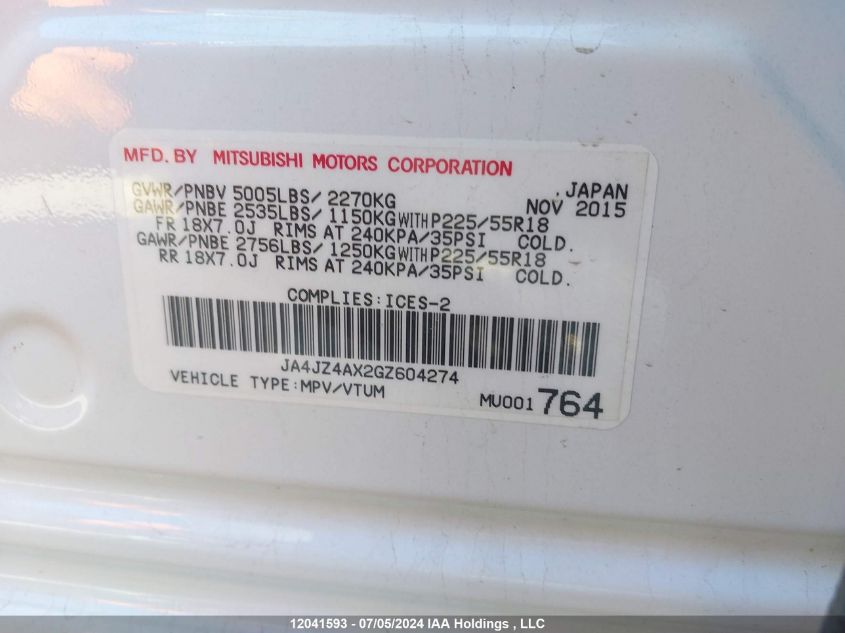 MFD. BY MITSUBISHI MOTORS CORPORATION
GVWR/PNBV 5005LBS/ 2270KG .JAPAN
GAWR/PNBE 2535LBS/ 1150KG WITH P225/55R18 NOV 2015
FR 18X7.0J RIMS AT 240KPA/35PSI COLD.
GAWR/PNBE 2756LBS/ 1250KG WITH P225/55R18
RR 18X7.0J RIMS AT 240KPA/35PSI COLD.
COMPLIES:ICES-2
JA4JZ4AX2GZ604274
VEHICLE TYPE:MPV/VTUM MU001 764
12041593 - 07/05/2024 IAA Holdings , LLC